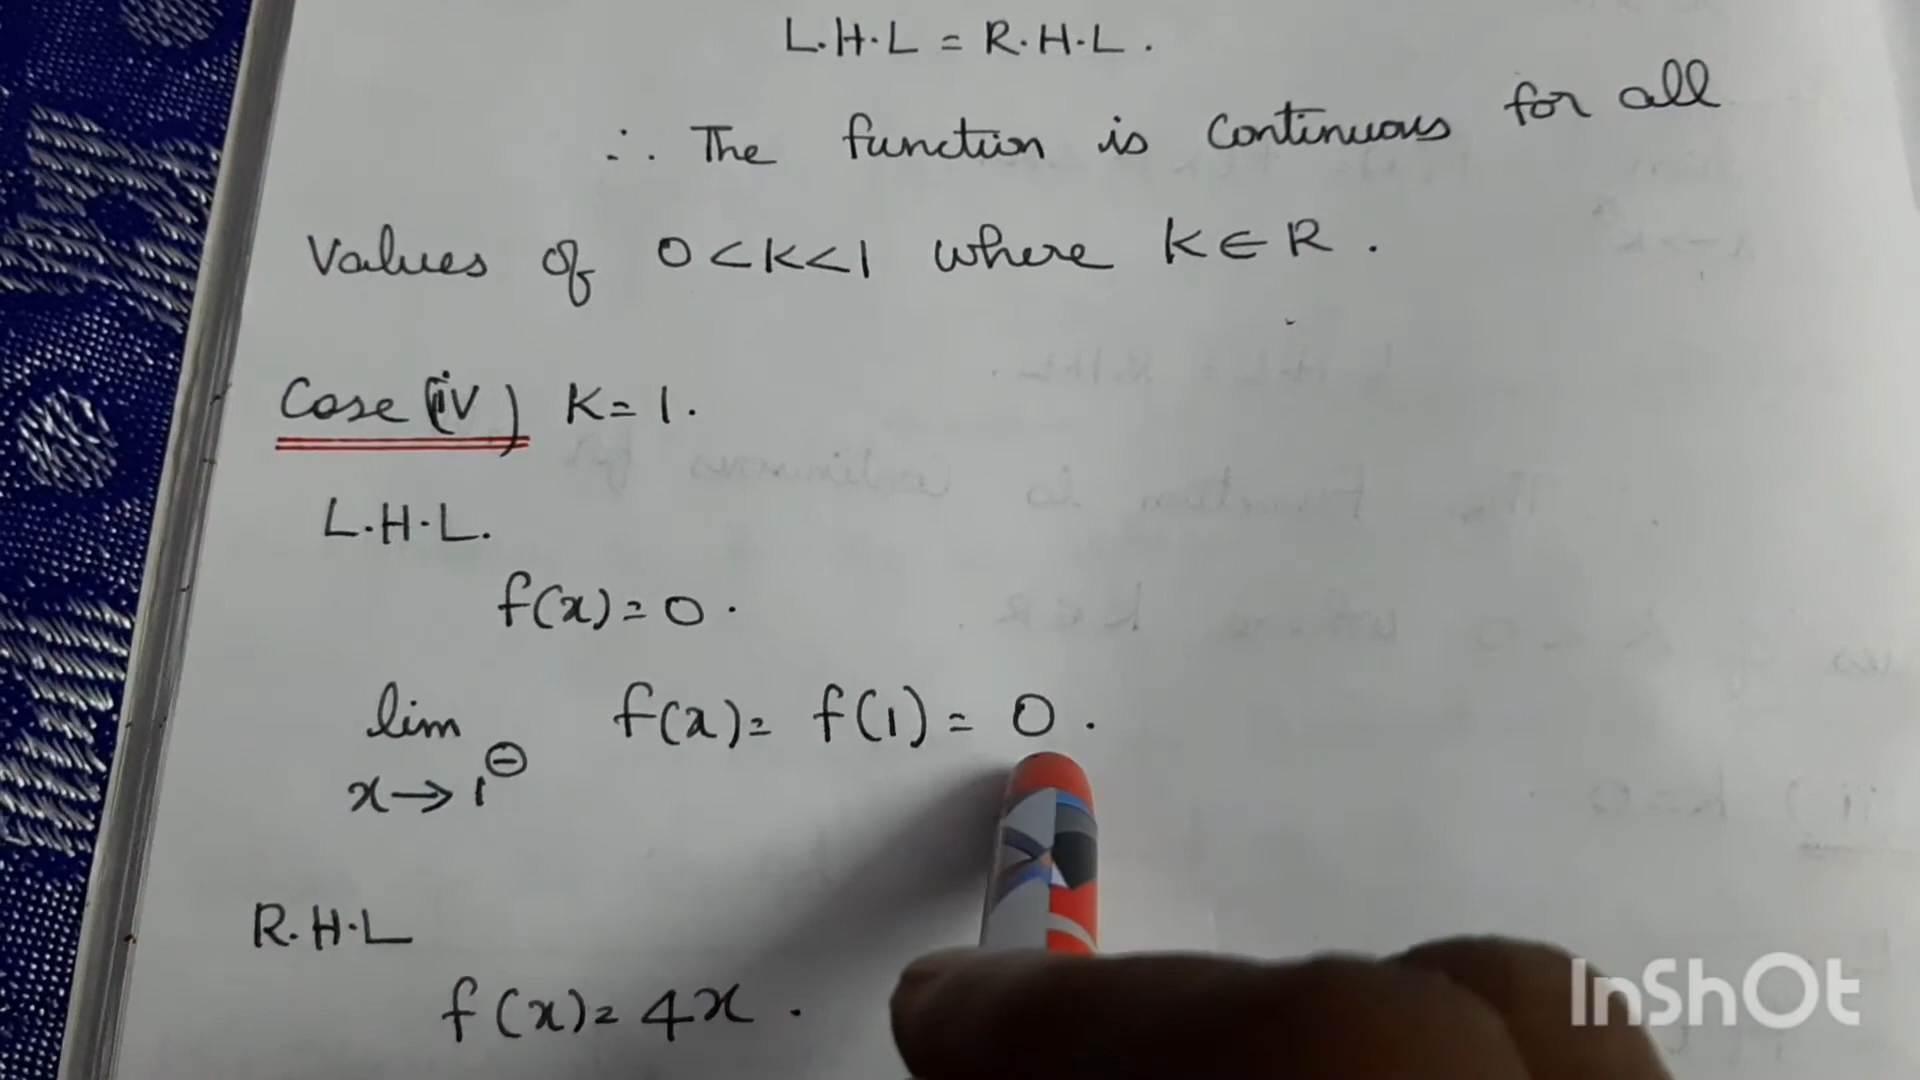 L.H.L = R.H.L.
∴ The function is continuous for all
values of 0<k<1 where k∈R.
Case (iv) K=1.
L.H.L.
f(x)=0.
lim f(x)= f(1)= 0.
x→1⊖
R.H.L
f(x)=4x.
InShOt